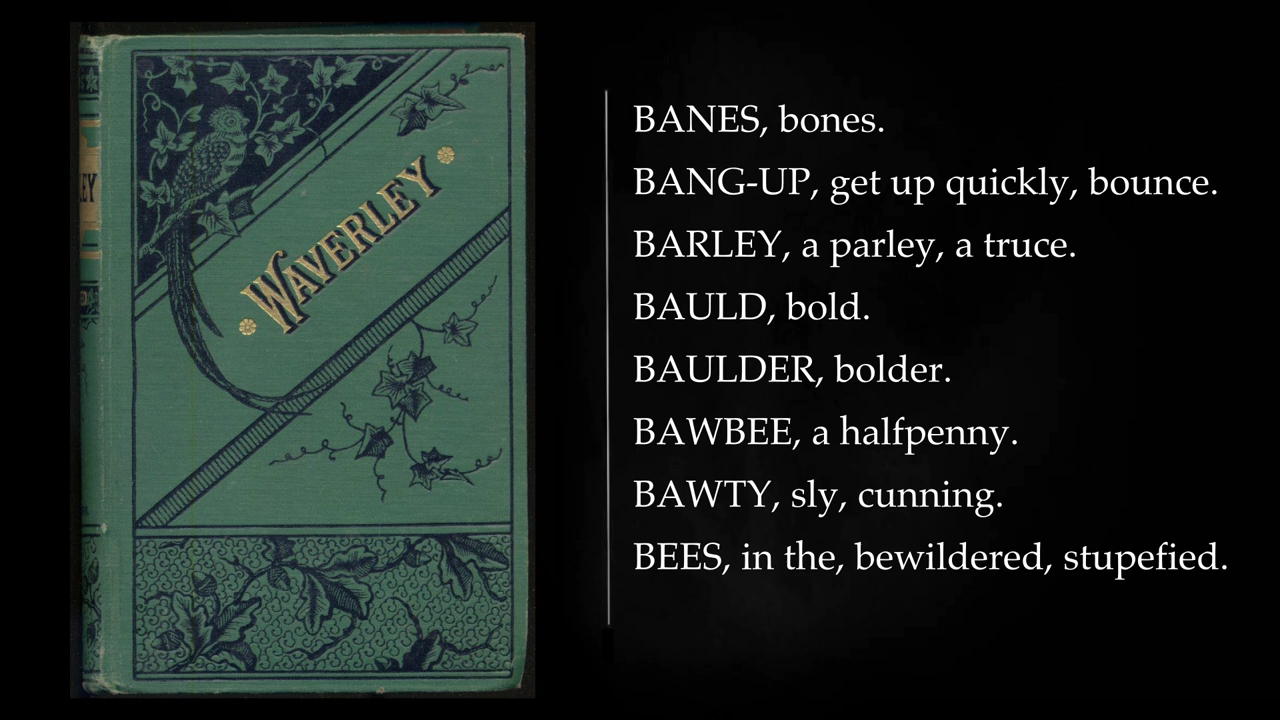 WAVERLEY
EY
BANES, bones.
BANG-UP, get up quickly, bounce.
BARLEY, a parley, a truce.
BAULD, bold.
BAULDER, bolder.
BAWBEE, a halfpenny.
BAWTY, sly, cunning.
BEES, in the, bewildered, stupefied.